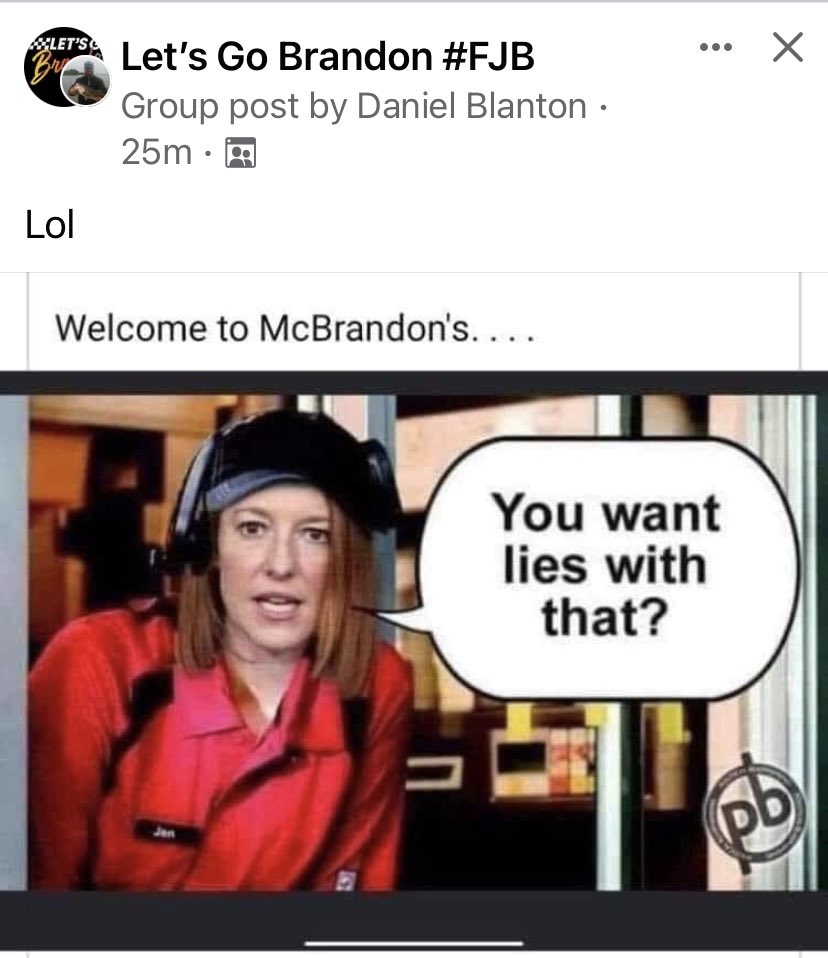 LET'S G
Br
Let's Go Brandon #FJB
Group post by Daniel Blanton ·
25m ·
Lol
Welcome to McBrandon's. . . .
You want
lies with
that?
Jen
pb